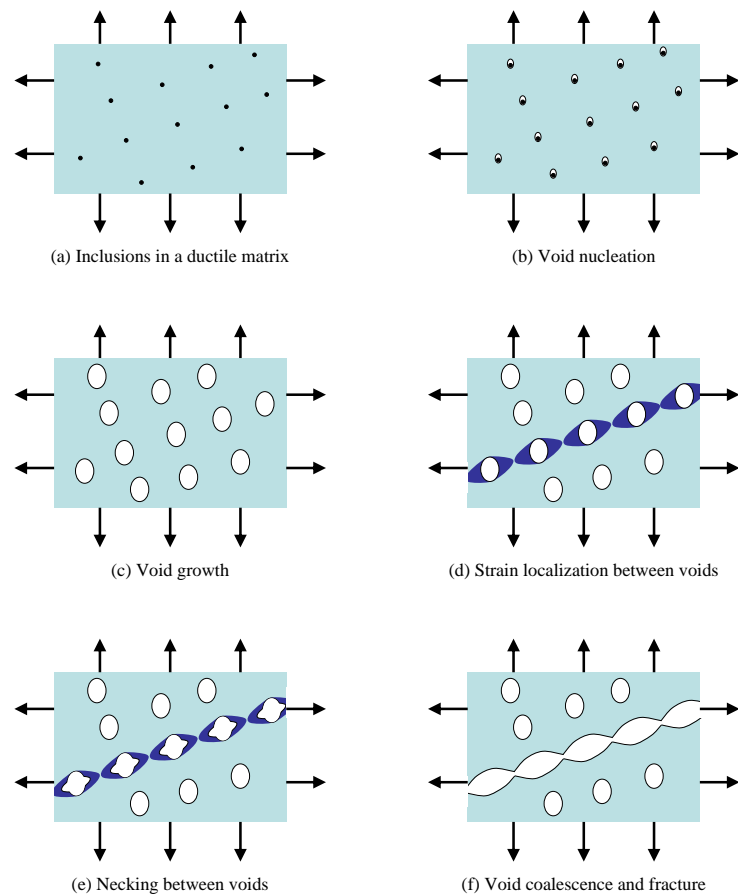 (a) Inclusions in a ductile matrix
(b) Void nucleation
(c) Void growth
(d) Strain localization between voids
(e) Necking between voids
(f) Void coalescence and fracture